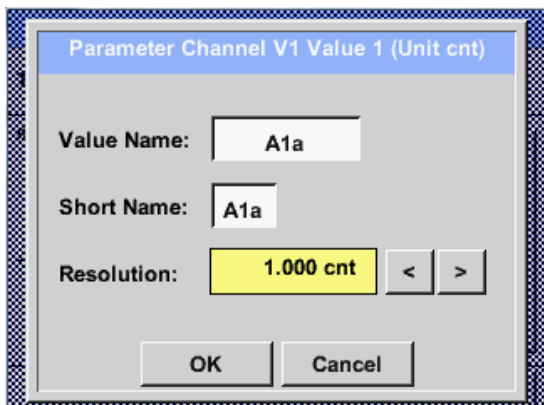 Parameter Channel V1 Value 1 (Unit cnt)
Value Name: A1a
Short Name: A1a
Resolution: 1.000 cnt < >
OK Cancel